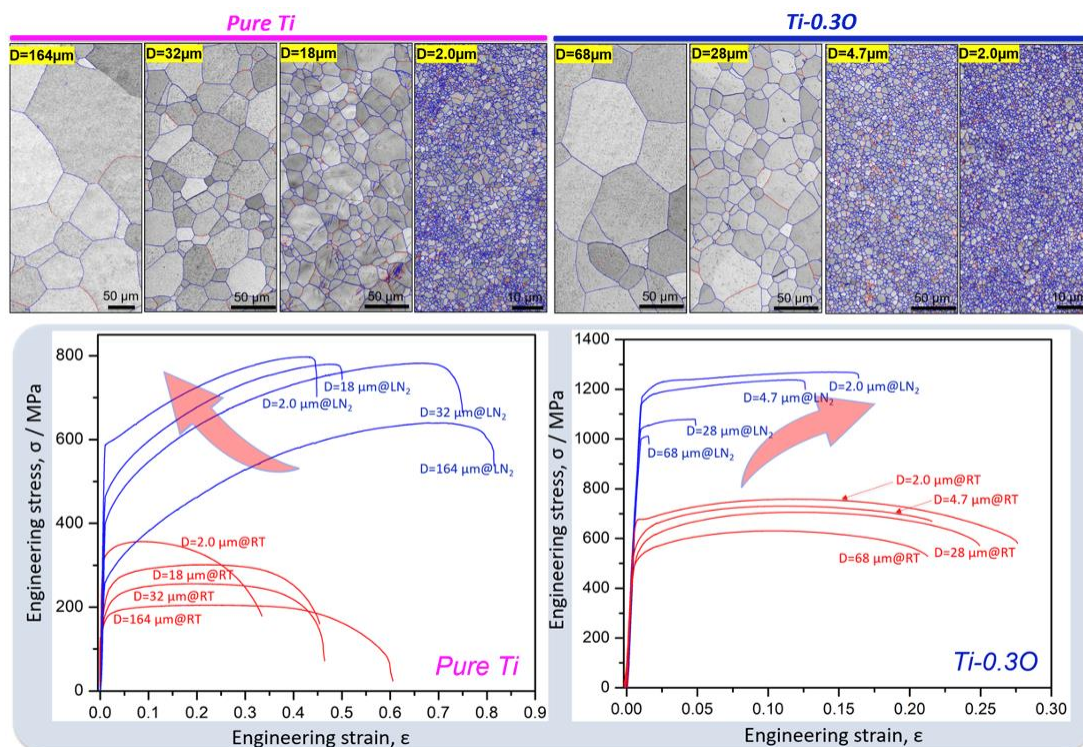 Pure Ti
Ti-0.3O
D=164μm
D=32μm
D=18μm
D=2.0μm
D=68μm
D=28μm
D=4.7μm
D=2.0μm
50 μm
50 μm
50 μm
10 μm
50 μm
50 μm
50 μm
10 μm
Engineering stress, σ / MPa
800
600
400
200
0
D=18 μm@LN₂
D=2.0 μm@LN₂
D=32 μm@LN₂
D=164 μm@LN₂
D=2.0 μm@RT
D=18 μm@RT
D=32 μm@RT
D=164 μm@RT
Pure Ti
0.0 0.1 0.2 0.3 0.4 0.5 0.6 0.7 0.8 0.9
Engineering strain, ε
Engineering stress, σ / MPa
1400
1200
1000
800
600
400
200
0
D=2.0 μm@LN₂
D=4.7 μm@LN₂
D=28 μm@LN₂
D=68 μm@LN₂
D=2.0 μm@RT
D=4.7 μm@RT
D=28 μm@RT
D=68 μm@RT
Ti-0.3O
0.00 0.05 0.10 0.15 0.20 0.25 0.30
Engineering strain, ε